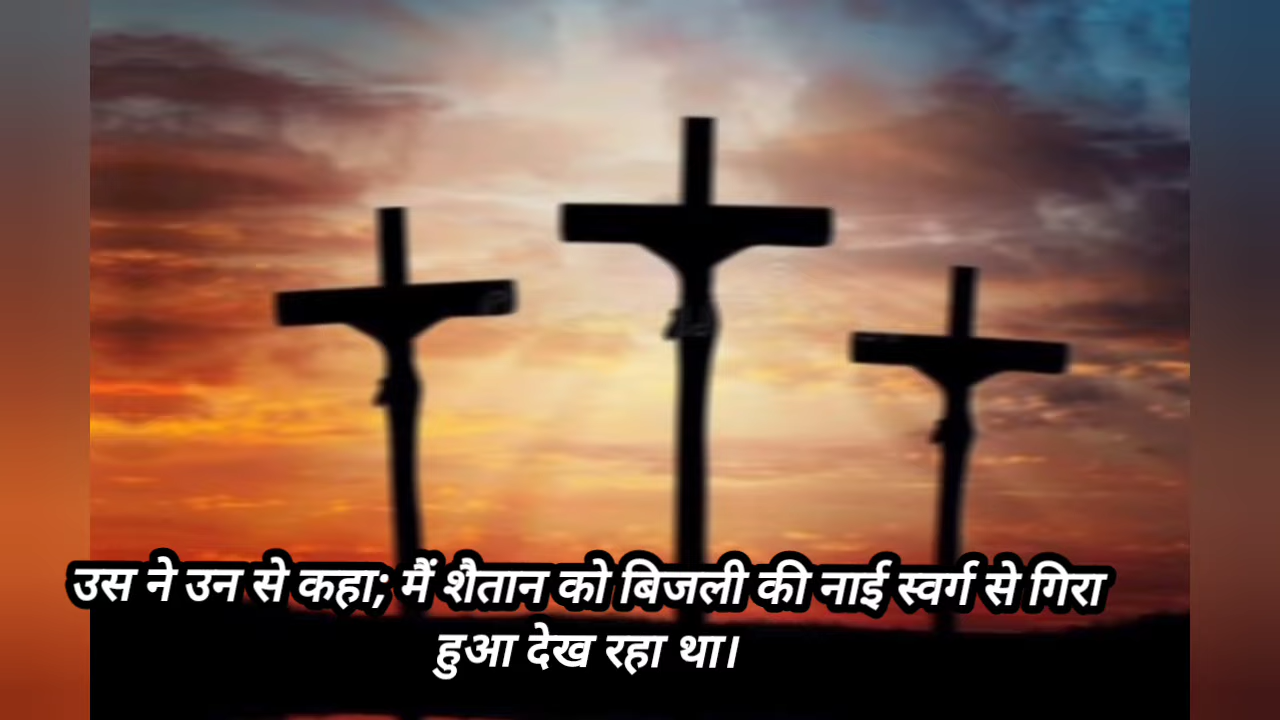 उस ने उन से कहा; मैं शैतान को बिजली की नाई स्वर्ग से गिरा
हुआ देख रहा था।